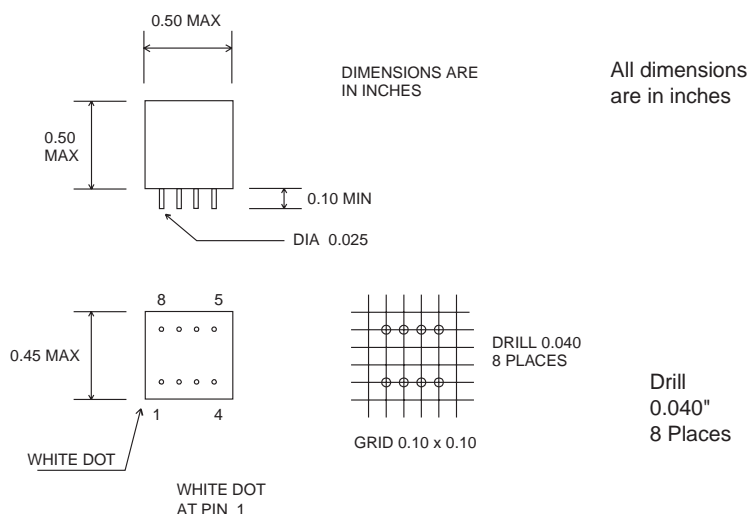 0.50 MAX
DIMENSIONS ARE
IN INCHES
All dimensions
are in inches
0.50
MAX
0.10 MIN
DIA 0.025
8 5
0.45 MAX
DRILL 0.040
8 PLACES
1 4
GRID 0.10 x 0.10
Drill
0.040"
8 Places
WHITE DOT
WHITE DOT
AT PIN 1